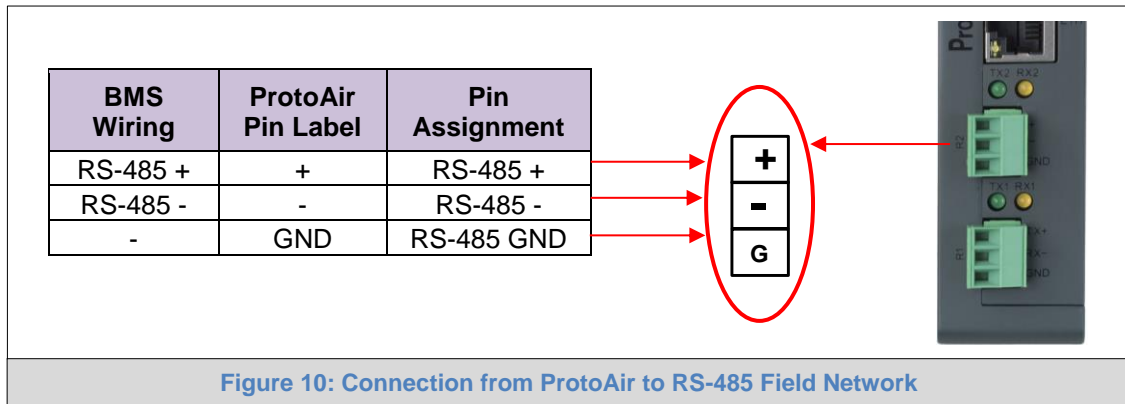 BMS Wiring ProtoAir Pin Label Pin Assignment
RS-485 + + RS-485 +
RS-485 - - RS-485 -
- GND RS-485 GND
+
-
G
Pro
TX2 RX2
+
-
GND
R2
TX1 RX1
RX-
GND
R1
Figure 10: Connection from ProtoAir to RS-485 Field Network